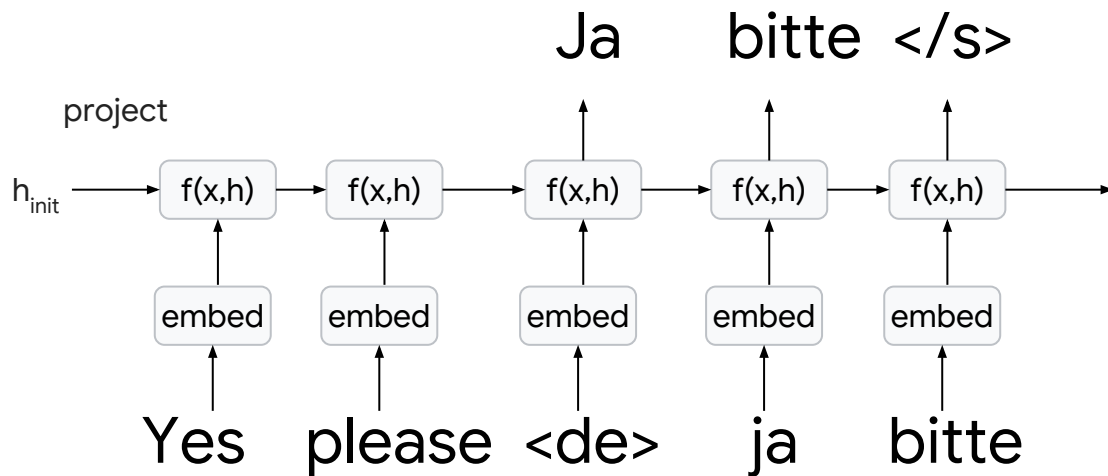 Ja bitte </s>
project
h_init f(x,h) f(x,h) f(x,h) f(x,h) f(x,h)
embed embed embed embed embed
Yes please <de> ja bitte